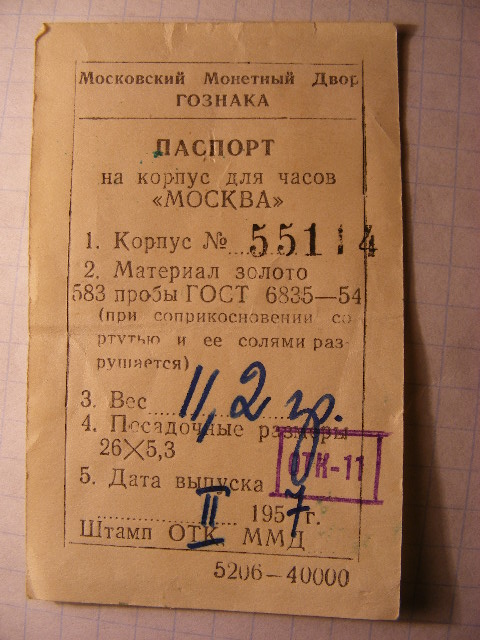 Московский Монетный Двор
ГОЗНАКА
ПАСПОРТ
на корпус для часов
«МОСКВА»
1. Корпус № 55114
2. Материал золото
583 пробы ГОСТ 6835—54
(при соприкосновении со
ртутью и ее солями раз
рушается)
3. Вес 11,2 гр.
4. Посадочные размеры
26×5,3
ОТК-11
5. Дата выпуска
II 1957 г.
Штамп ОТК. ММД
5206—40000